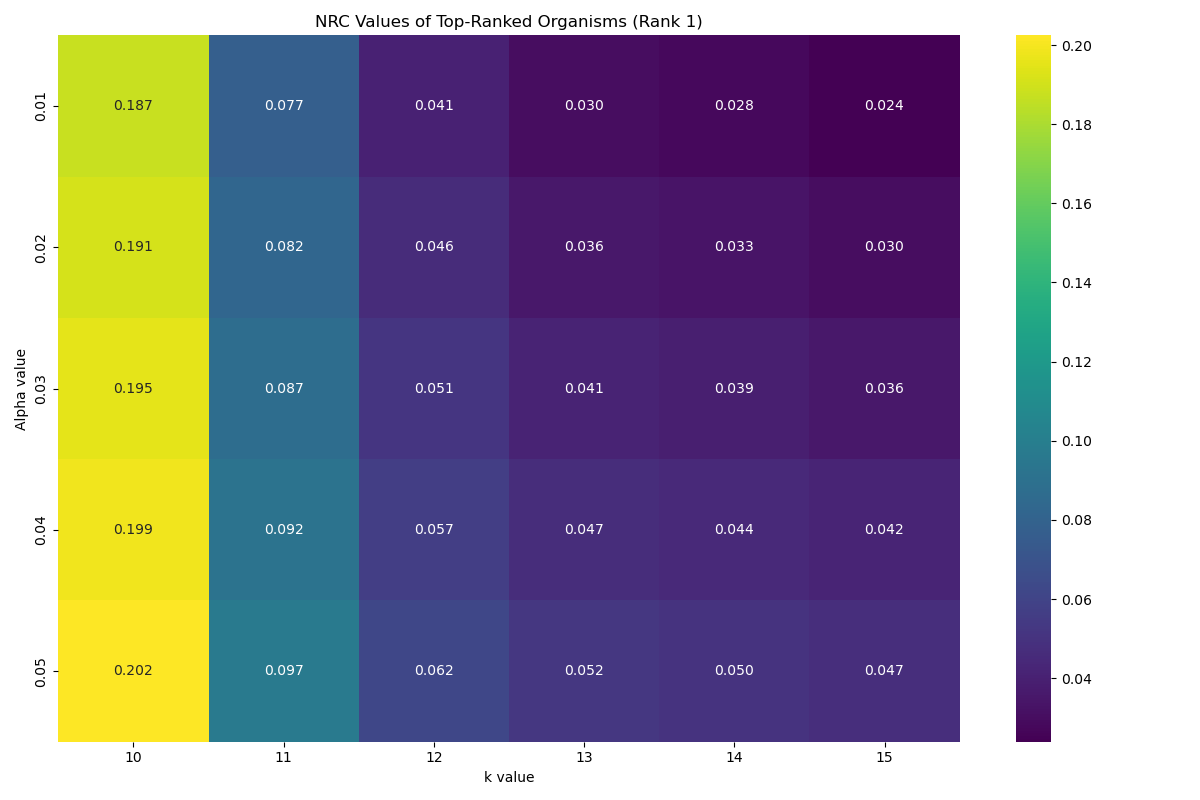 NRC Values of Top-Ranked Organisms (Rank 1)
0.01 0.187 0.077 0.041 0.030 0.028 0.024
0.02 0.191 0.082 0.046 0.036 0.033 0.030
0.03 0.195 0.087 0.051 0.041 0.039 0.036
0.04 0.199 0.092 0.057 0.047 0.044 0.042
0.05 0.202 0.097 0.062 0.052 0.050 0.047
Alpha value
10 11 12 13 14 15
k value
0.20
0.18
0.16
0.14
0.12
0.10
0.08
0.06
0.04